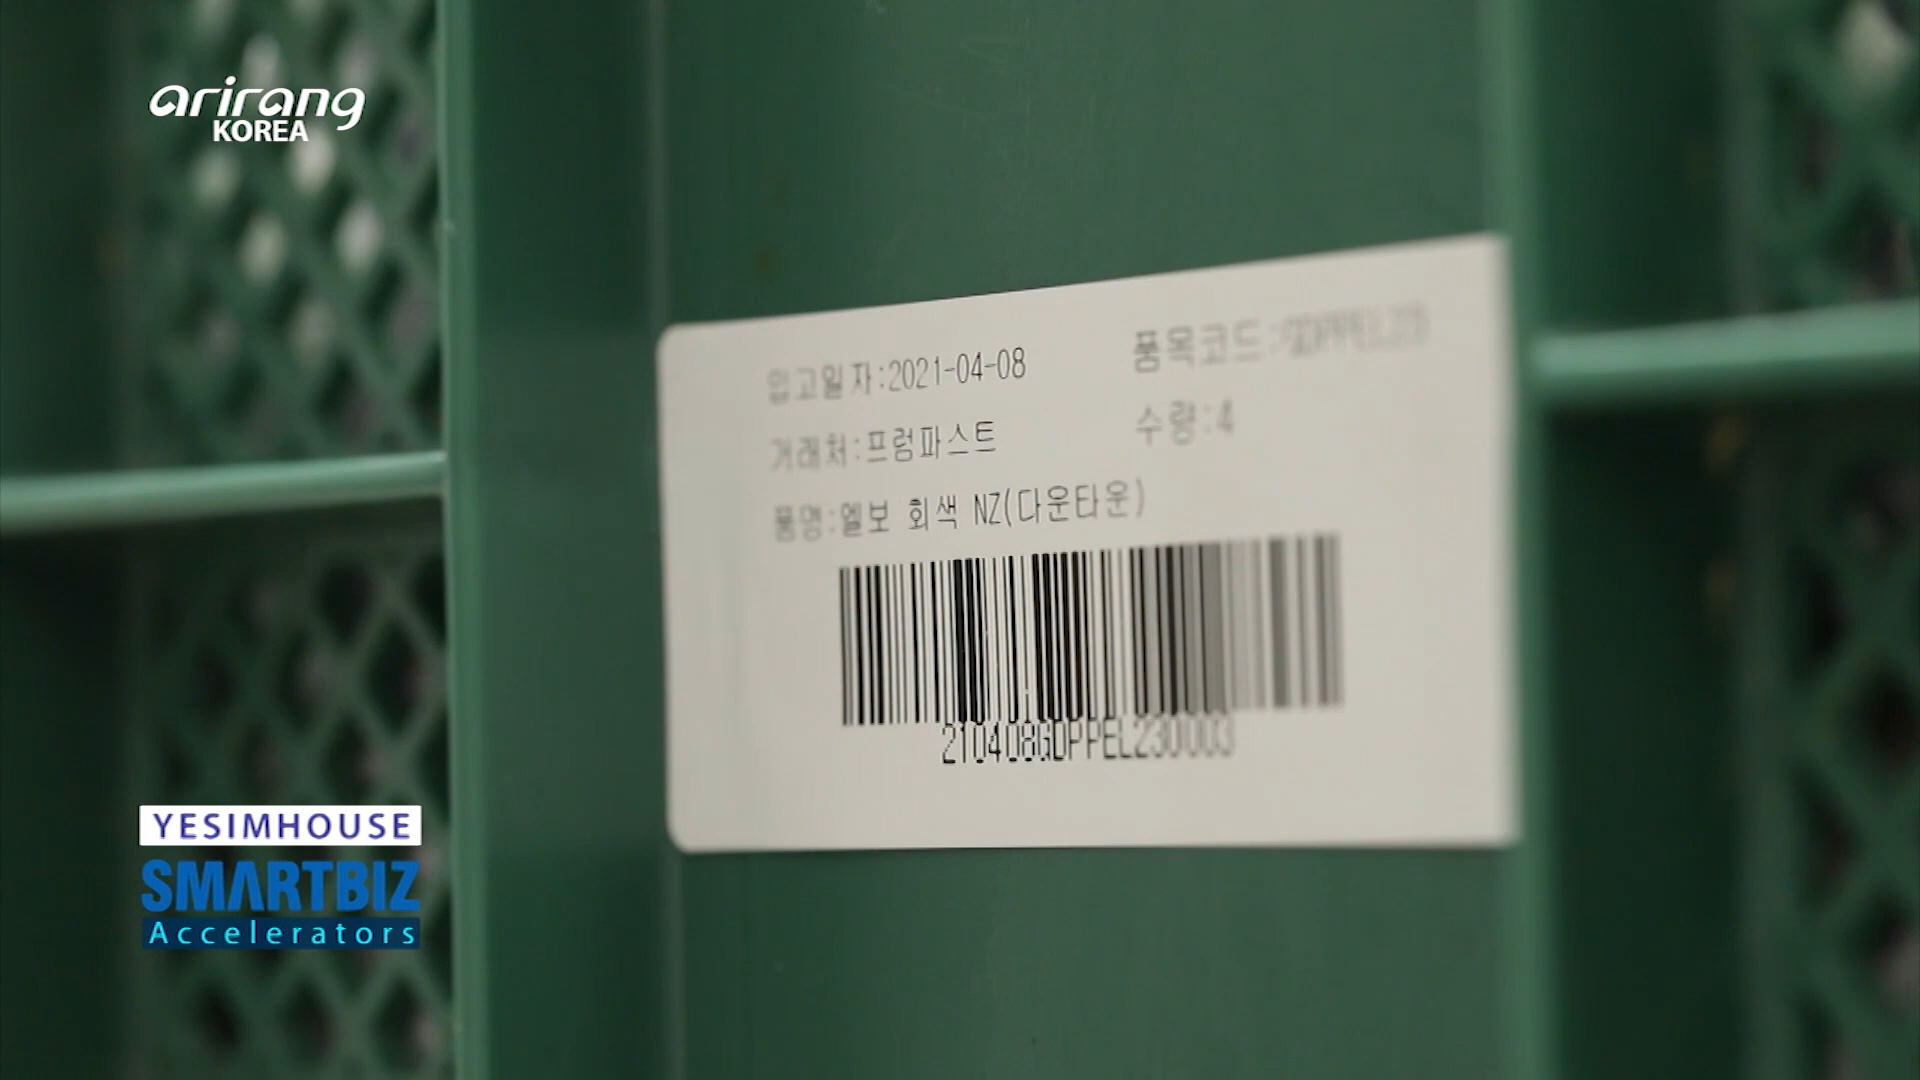 arirang
KOREA
입고일자:2021-04-08
품목코드:GDPPEL23
거래처:프럼파스트
수량:4
품명:엘보 회색 NZ(다운타운)
210408GDPPEL230003
YESIMHOUSE
SMARTBIZ
Accelerators